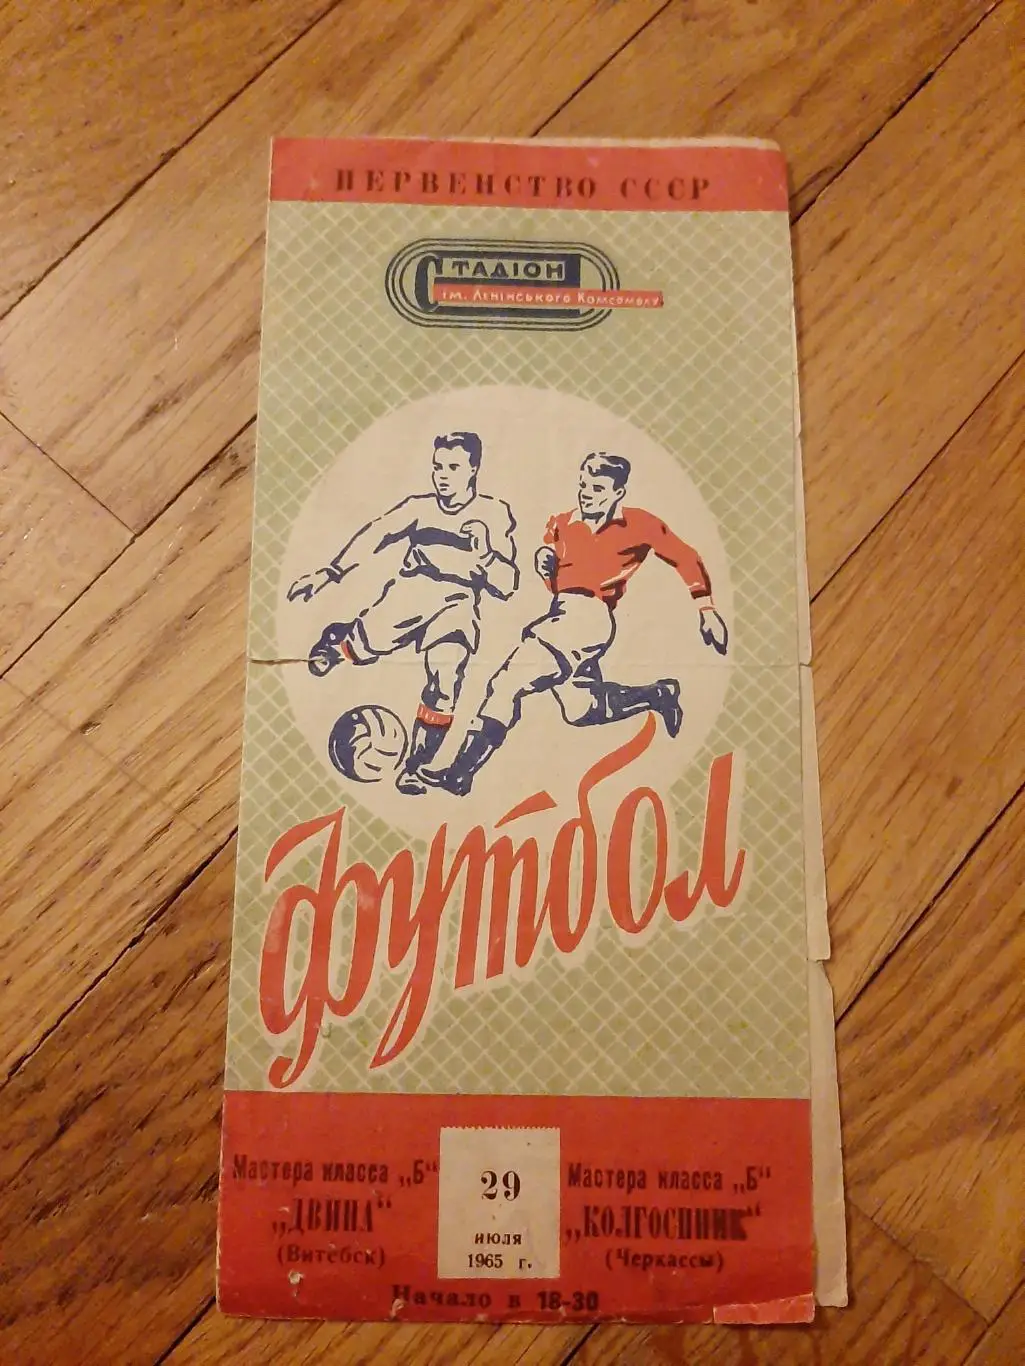 ПЕРВЕНСТВО СССР
СТАДІОН
ім. Ленінського Комсомолу
футбол
Мастера класса „Б“
„ДВИНА“
(Витебск)
29
июля
1965 г.
Мастера класса „Б“
„КОЛГОСПНИК“
(Черкассы)
Начало в 18-30